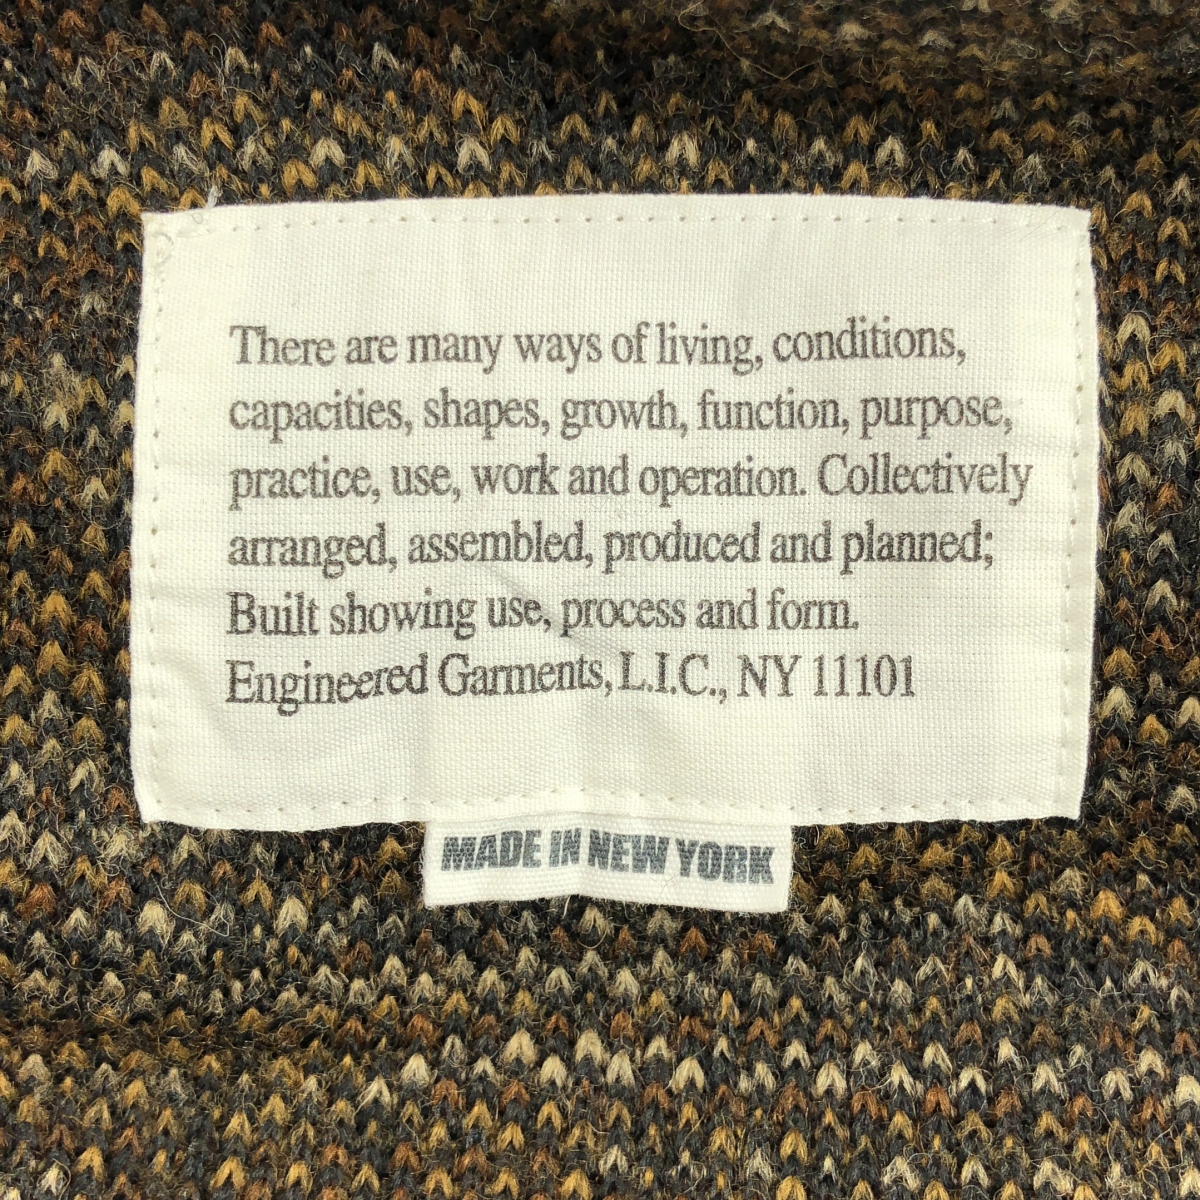 There are many ways of living, conditions,
capacities, shapes, growth, function, purpose,
practice, use, work and operation. Collectively
arranged, assembled, produced and planned;
Built showing use, process and form.
Engineered Garments, L.I.C., NY 11101
MADE IN NEW YORK